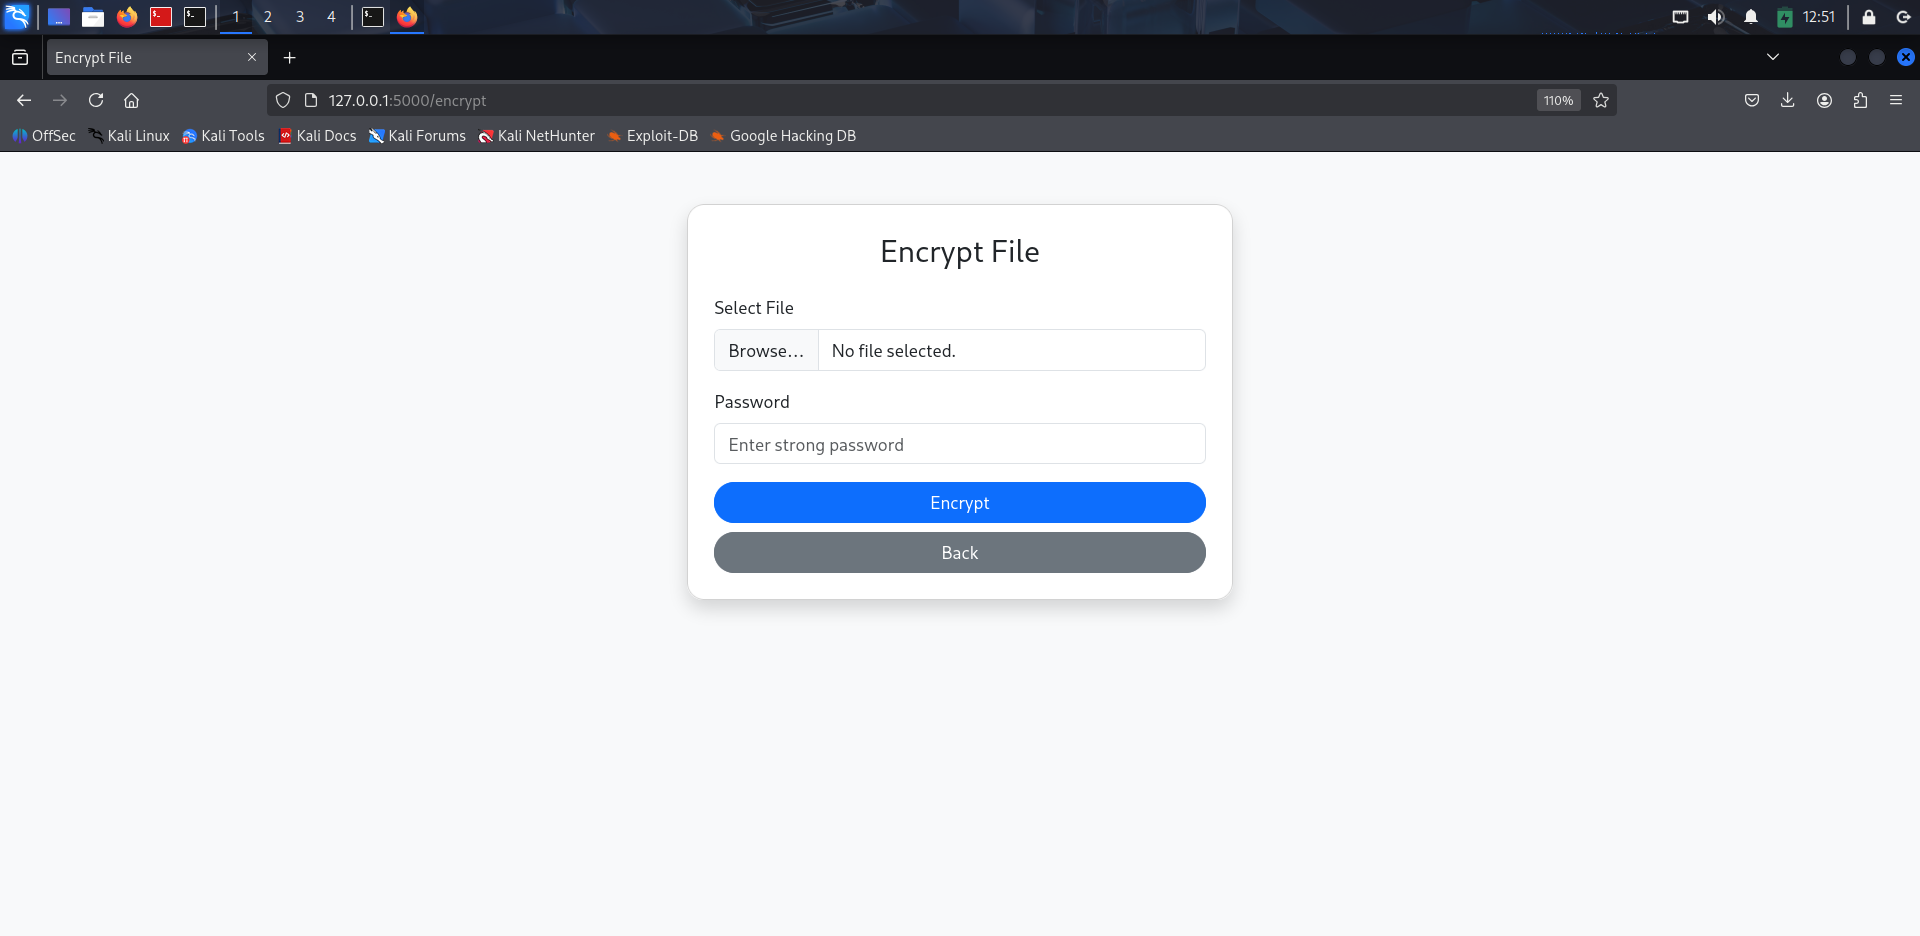 1 2 3 4 12:51
Encrypt File
127.0.0.1:5000/encrypt 110%
OffSec Kali Linux Kali Tools Kali Docs Kali Forums Kali NetHunter Exploit-DB Google Hacking DB
Encrypt File
Select File
Browse... No file selected.
Password
Enter strong password
Encrypt
Back